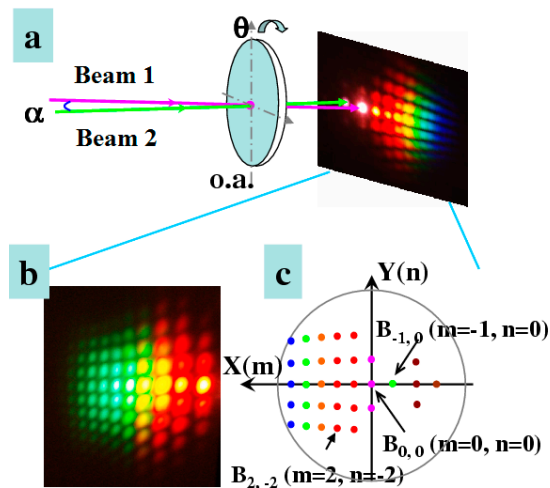 a
θ
Beam 1
α
Beam 2
o.a.
b
c
Y(n)
B-1, 0 (m=-1, n=0)
X(m)
B0, 0 (m=0, n=0)
B2, -2 (m=2, n=-2)